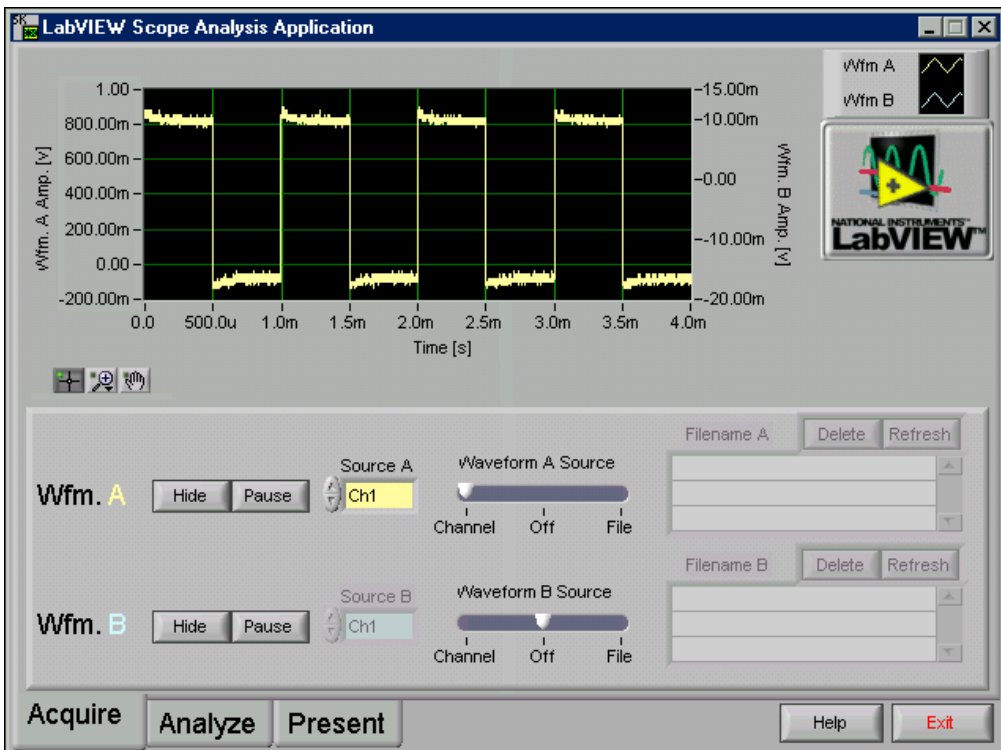 SK
LabVIEW Scope Analysis Application
Wfm A
Wfm B
NATIONAL INSTRUMENTS™
LabVIEW™
Wfm. A Amp. [v]
1.00
800.00m
600.00m
400.00m
200.00m
0.00
-200.00m
15.00m
10.00m
0.00
-10.00m
-20.00m
Wfm. B Amp. [v]
0.0 500.0u 1.0m 1.5m 2.0m 2.5m 3.0m 3.5m 4.0m
Time [s]
Wfm. A
Hide Pause
Source A
Ch1
Waveform A Source
Channel Off File
Filename A Delete Refresh
Wfm. B
Hide Pause
Source B
Ch1
Waveform B Source
Channel Off File
Filename B Delete Refresh
Acquire Analyze Present
Help Exit